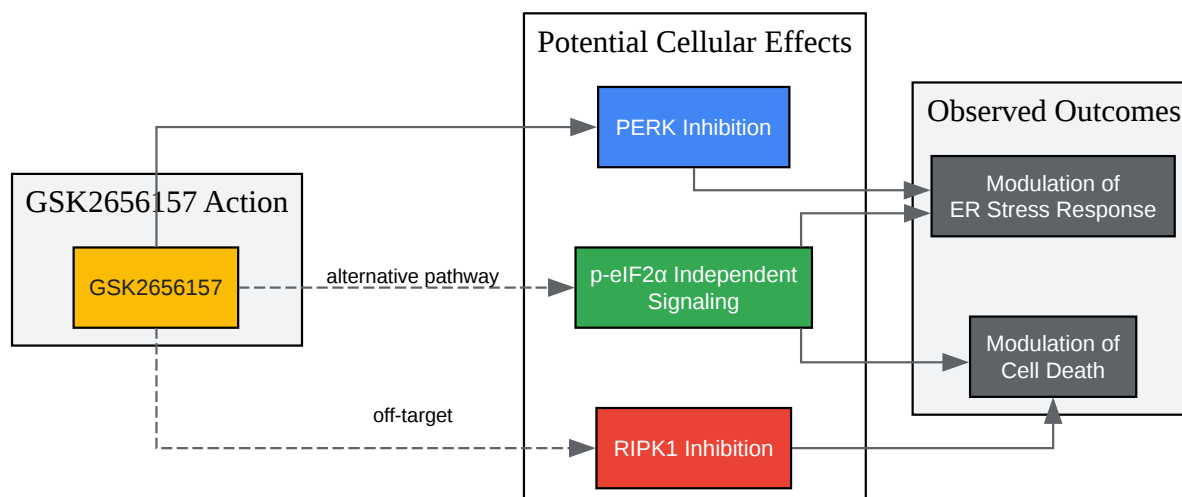 GSK2656157 Action
GSK2656157
alternative pathway
off-target
Potential Cellular Effects
PERK Inhibition
p-eIF2α Independent
Signaling
RIPK1 Inhibition
Observed Outcomes
Modulation of
ER Stress Response
Modulation of
Cell Death